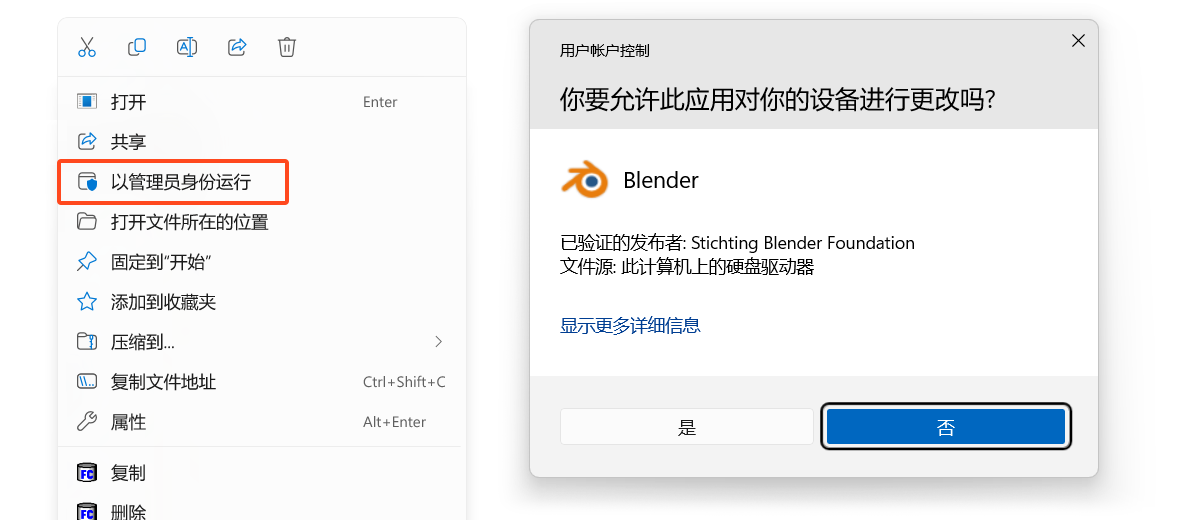 打开 Enter
共享
以管理员身份运行
打开文件所在的位置
固定到“开始”
添加到收藏夹
压缩到...
复制文件地址 Ctrl+Shift+C
属性 Alt+Enter
FC 复制
FC 删除
用户帐户控制
你要允许此应用对你的设备进行更改吗?
Blender
已验证的发布者: Stichting Blender Foundation
文件源: 此计算机上的硬盘驱动器
显示更多详细信息
是 否